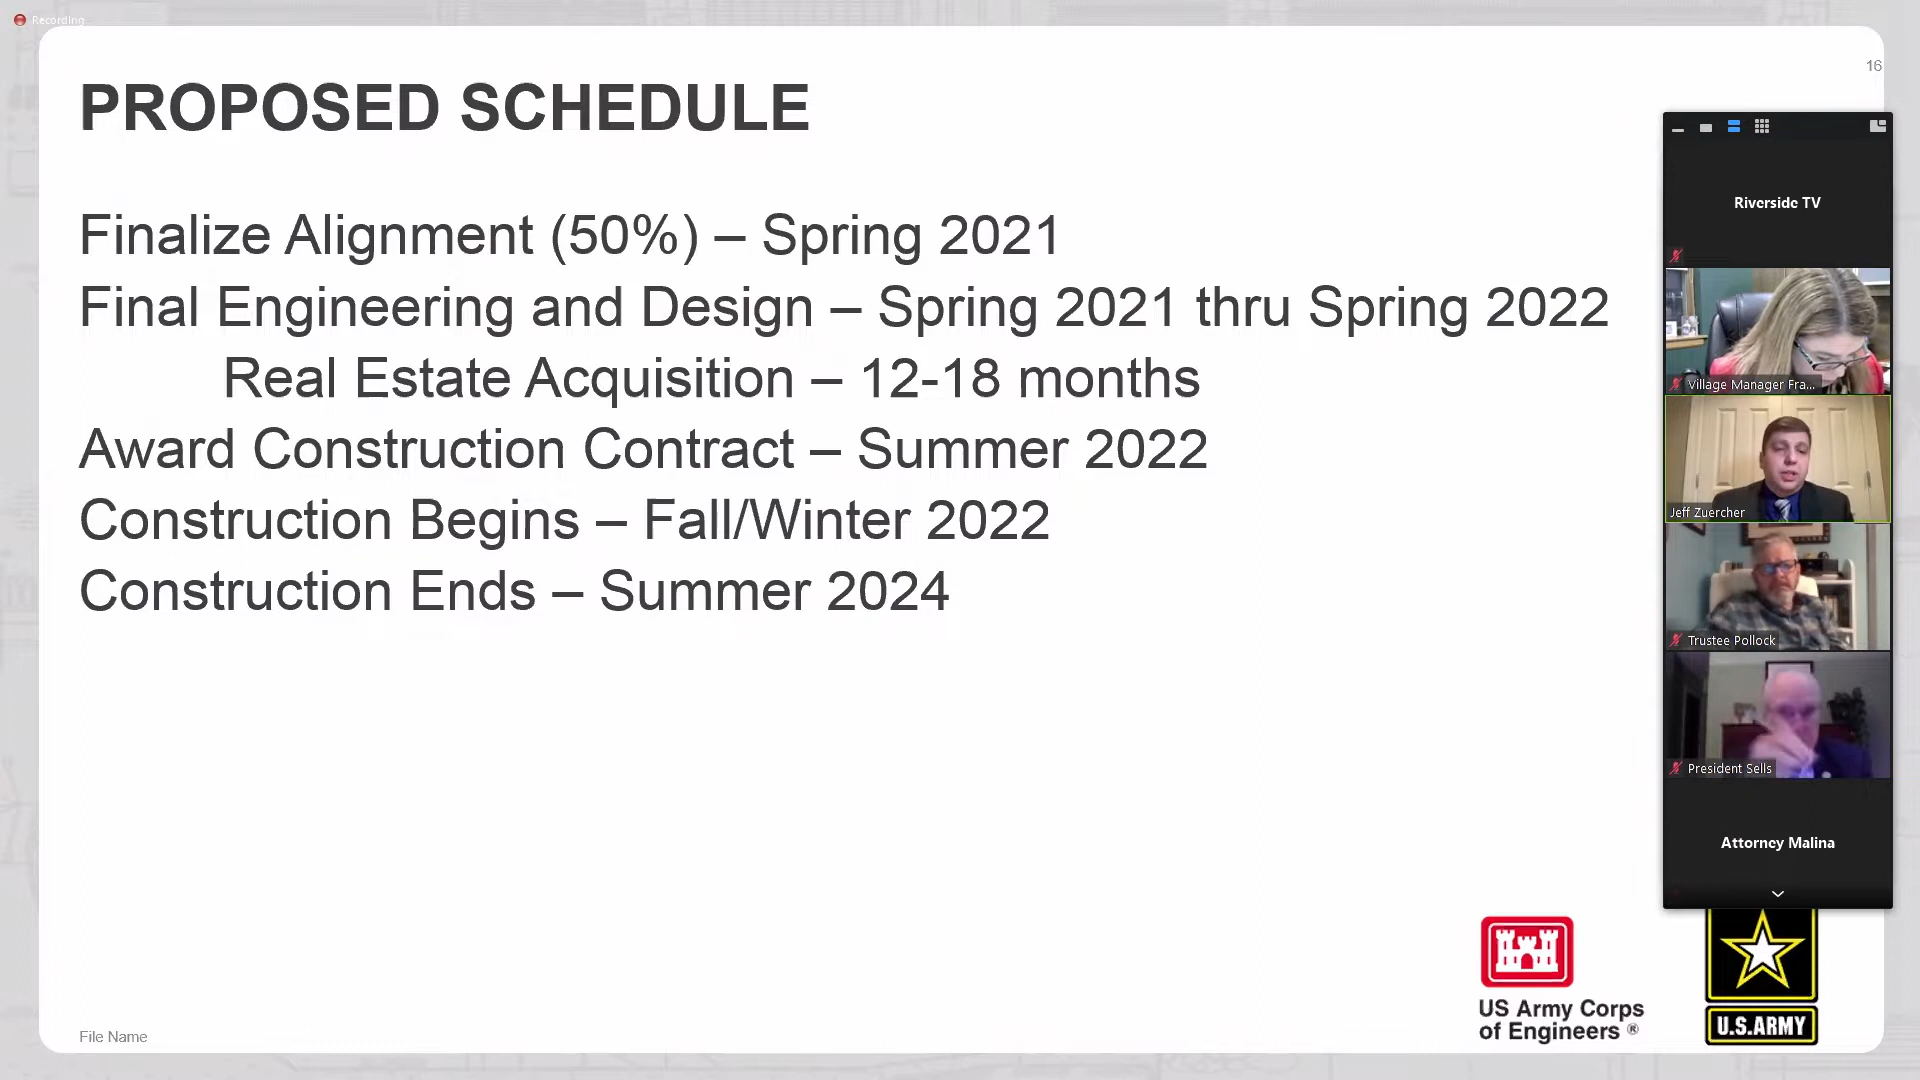 Recording
16
PROPOSED SCHEDULE
Finalize Alignment (50%) – Spring 2021
Final Engineering and Design – Spring 2021 thru Spring 2022
Real Estate Acquisition – 12-18 months
Award Construction Contract – Summer 2022
Construction Begins – Fall/Winter 2022
Construction Ends – Summer 2024
Riverside TV
Village Manager Fra...
Jeff Zuercher
Trustee Pollock
President Sells
Attorney Malina
US Army Corps
of Engineers ®
U.S.ARMY
File Name